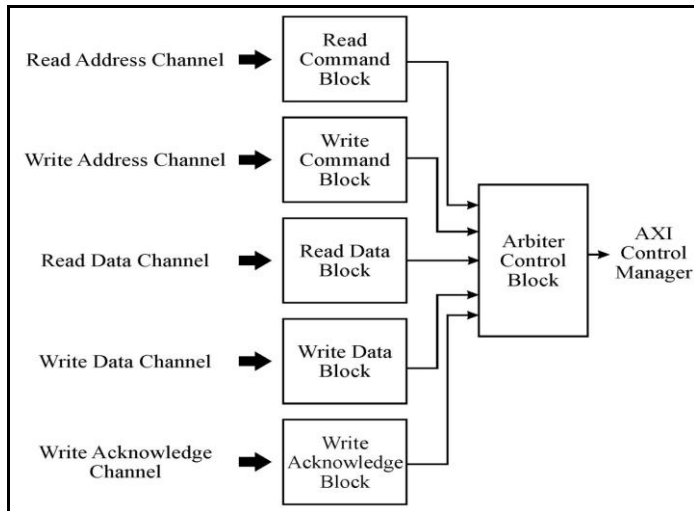 Read Address Channel
Read
Command
Block
Write Address Channel
Write
Command
Block
Read Data Channel
Read Data
Block
Write Data Channel
Write Data
Block
Write Acknowledge
Channel
Write
Acknowledge
Block
Arbiter
Control
Block
AXI
Control
Manager